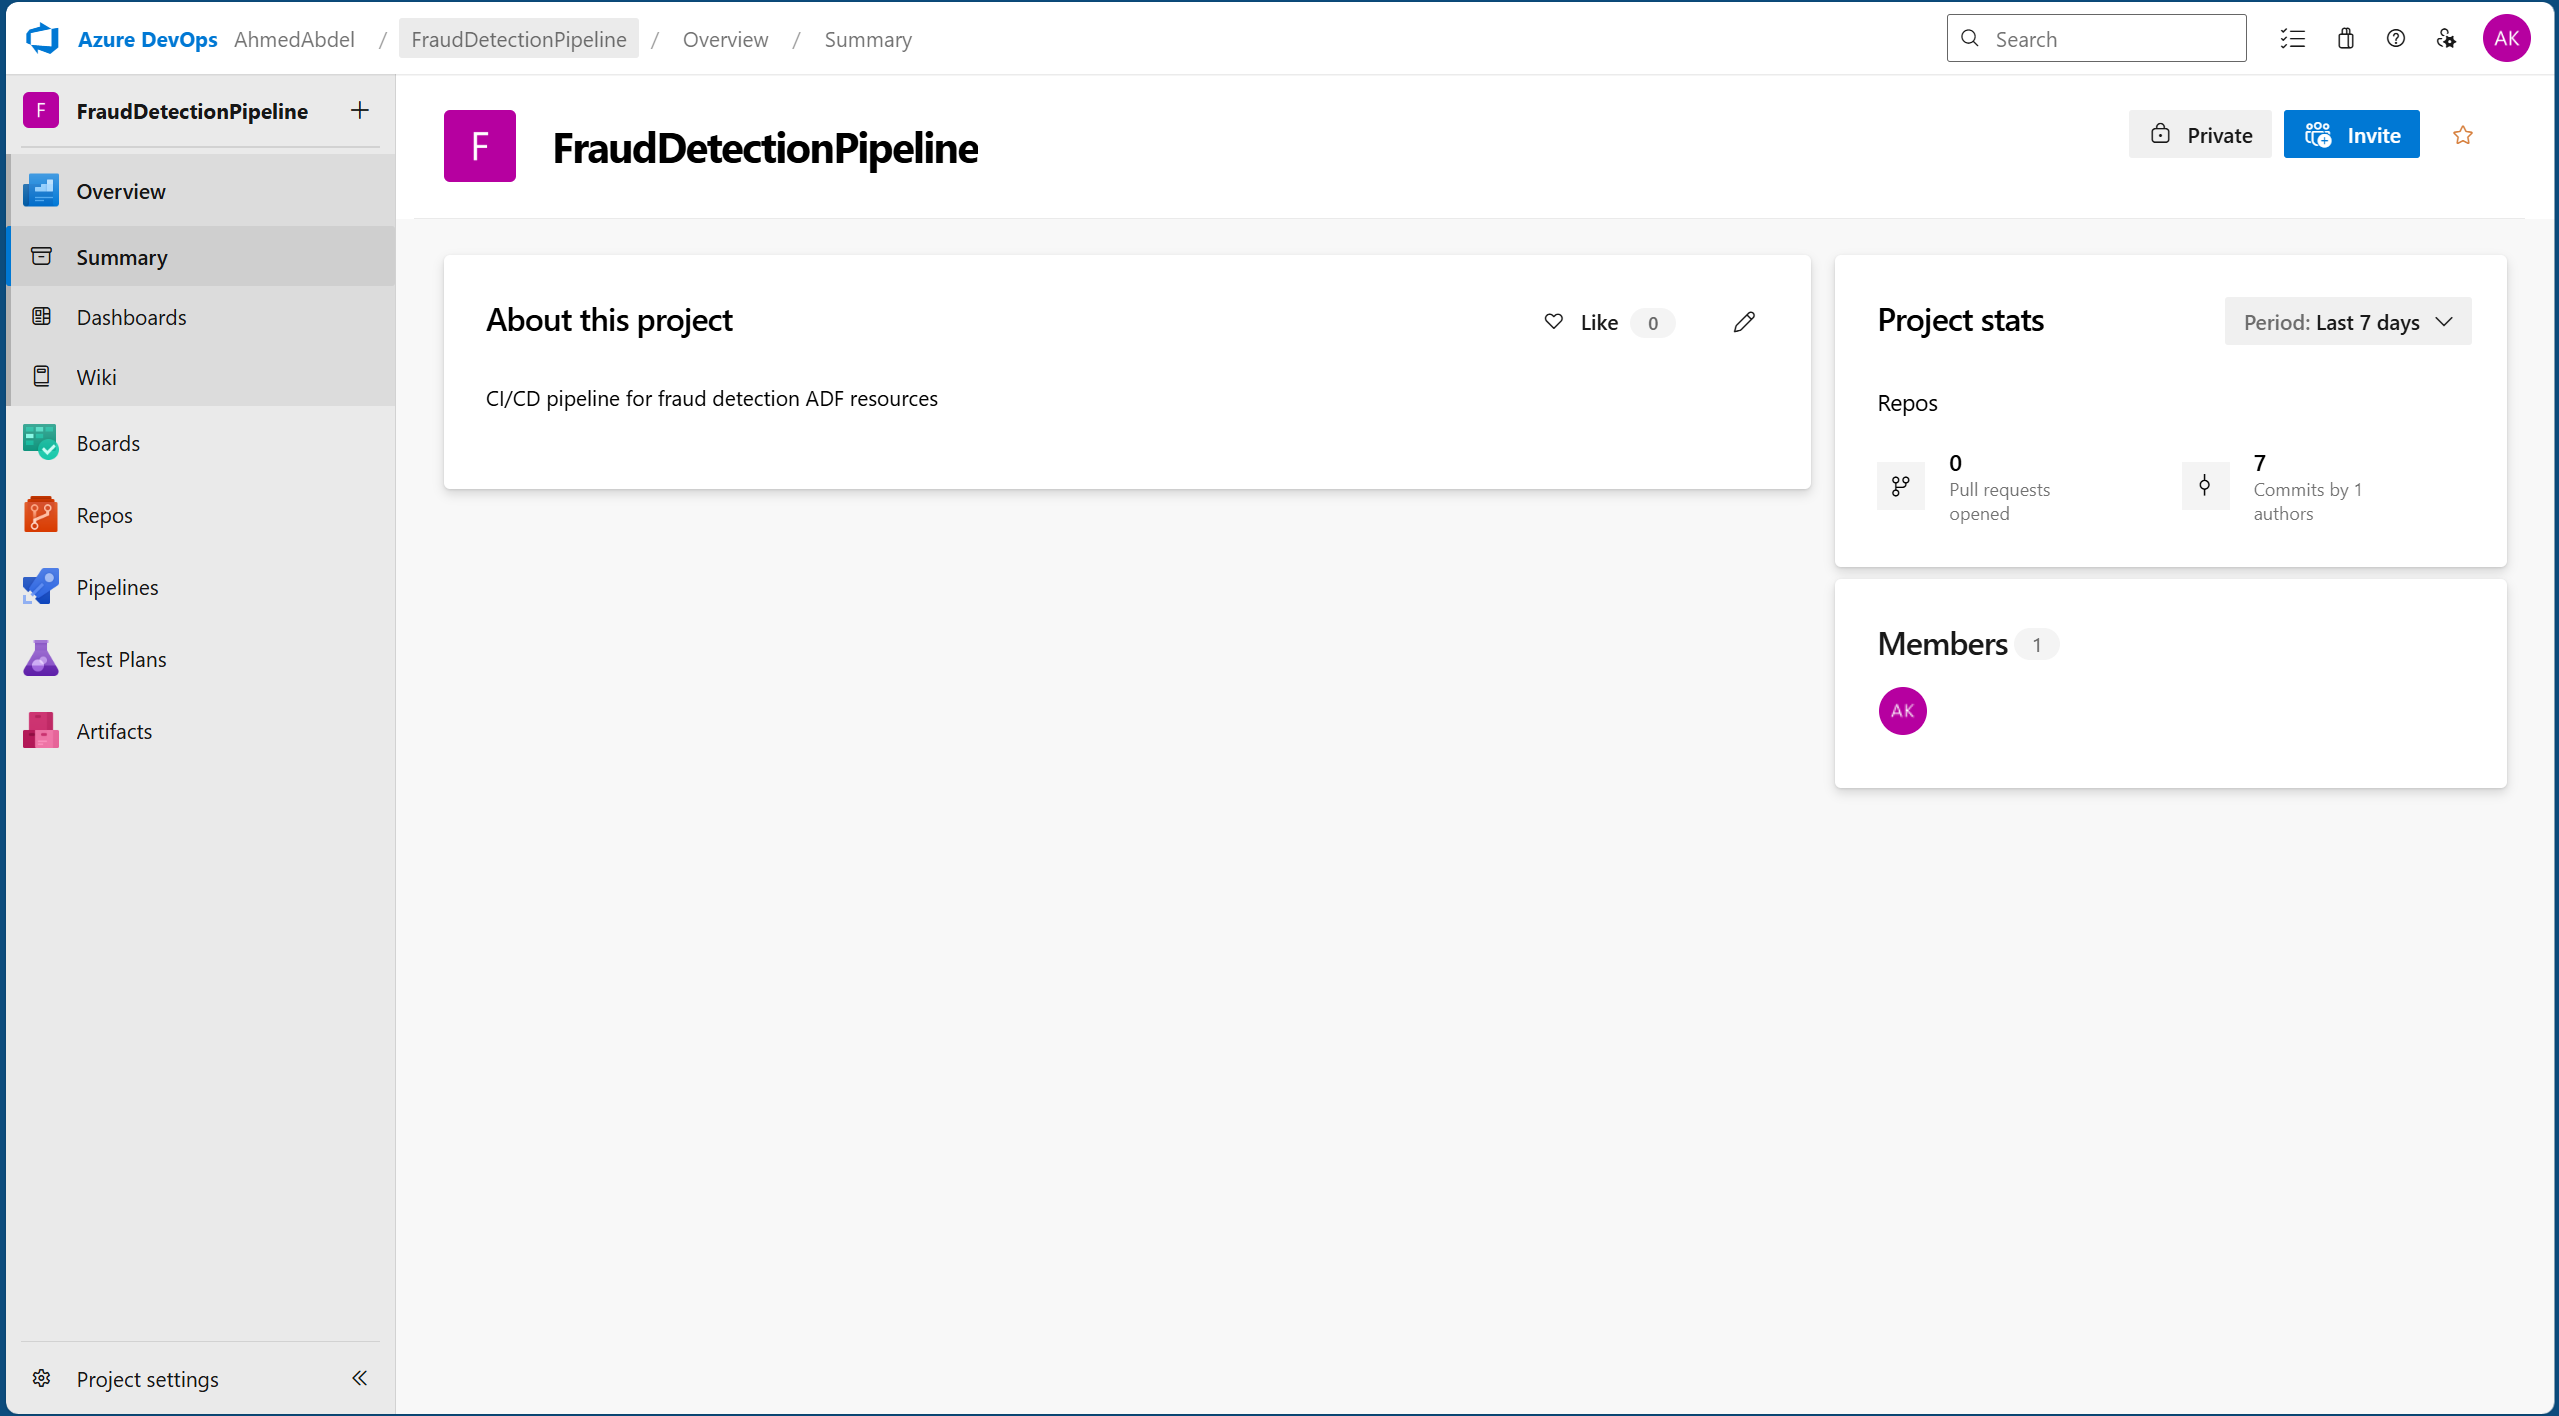 Azure DevOps AhmedAbdel / FraudDetectionPipeline / Overview / Summary
Search
AK
F FraudDetectionPipeline
Overview
Summary
Dashboards
Wiki
Boards
Repos
Pipelines
Test Plans
Artifacts
Project settings
F FraudDetectionPipeline
Private
Invite
About this project
Like 0
CI/CD pipeline for fraud detection ADF resources
Project stats
Period: Last 7 days
Repos
0
Pull requests
opened
7
Commits by 1
authors
Members 1
AK